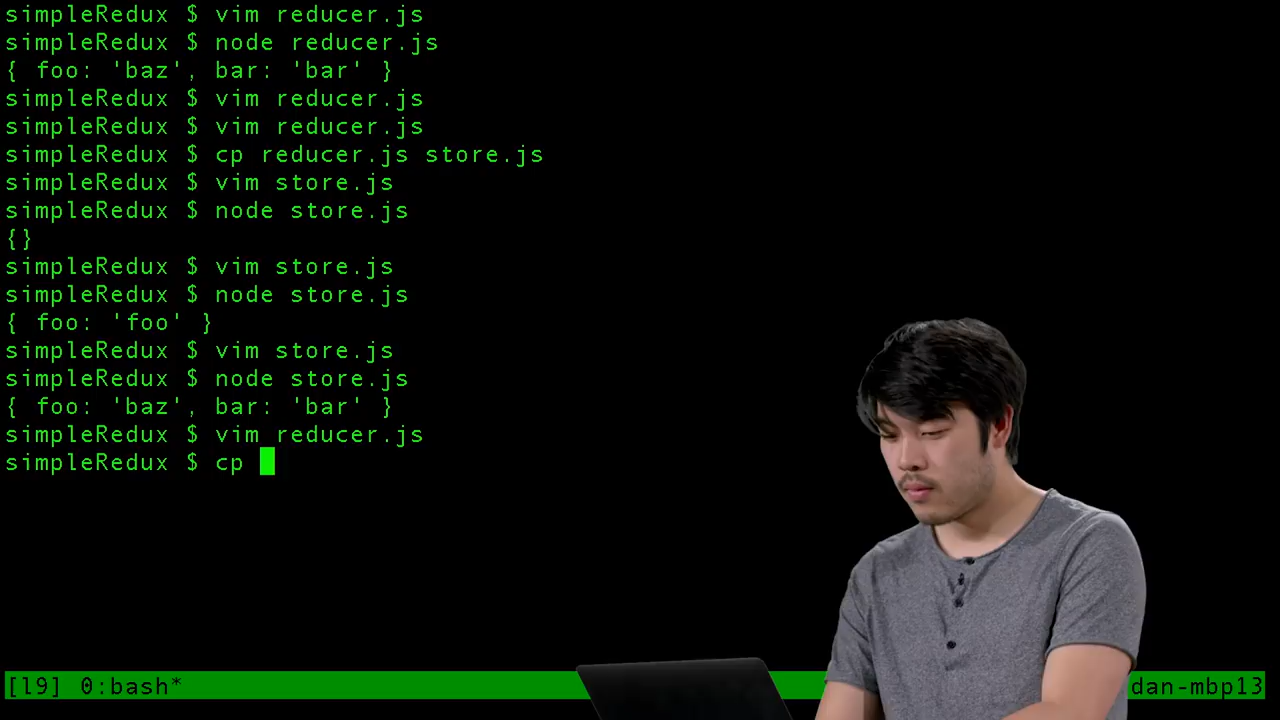 simpleRedux $ vim reducer.js
simpleRedux $ node reducer.js
{ foo: 'baz', bar: 'bar' }
simpleRedux $ vim reducer.js
simpleRedux $ vim reducer.js
simpleRedux $ cp reducer.js store.js
simpleRedux $ vim store.js
simpleRedux $ node store.js
{}
simpleRedux $ vim store.js
simpleRedux $ node store.js
{ foo: 'foo' }
simpleRedux $ vim store.js
simpleRedux $ node store.js
{ foo: 'baz', bar: 'bar' }
simpleRedux $ vim reducer.js
simpleRedux $ cp
[l9] 0:bash* dan-mbp13